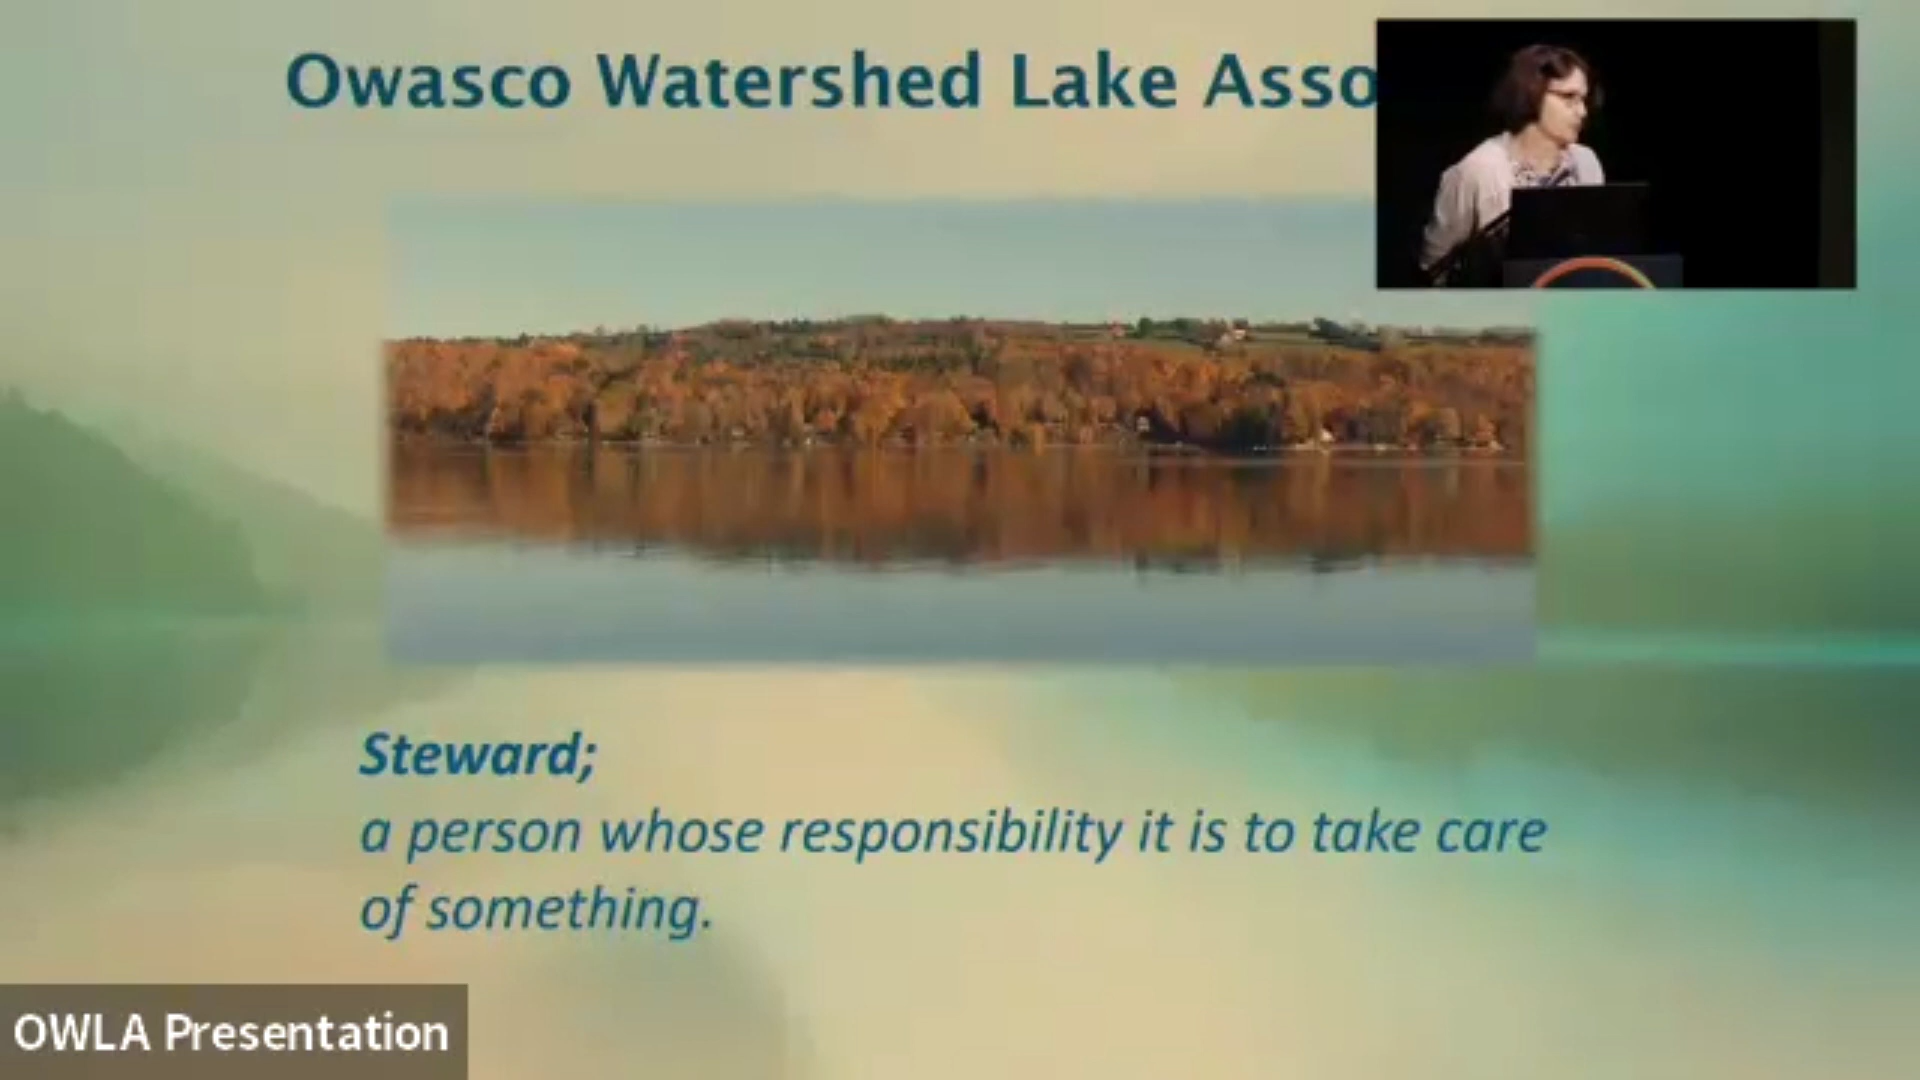 Owasco Watershed Lake Asso
Steward;
a person whose responsibility it is to take care
of something.
OWLA Presentation